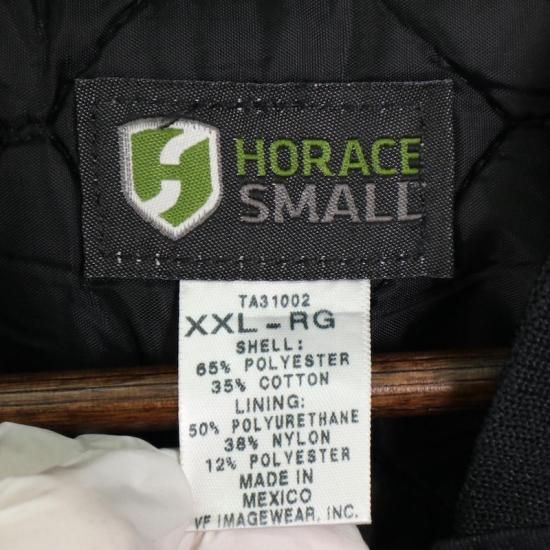 HORACE
SMALL
TA31002
XXL-RG
SHELL:
65% POLYESTER
35% COTTON
LINING:
50% POLYURETHANE
38% NYLON
12% POLYESTER
MADE IN
MEXICO
VF IMAGEWEAR, INC.